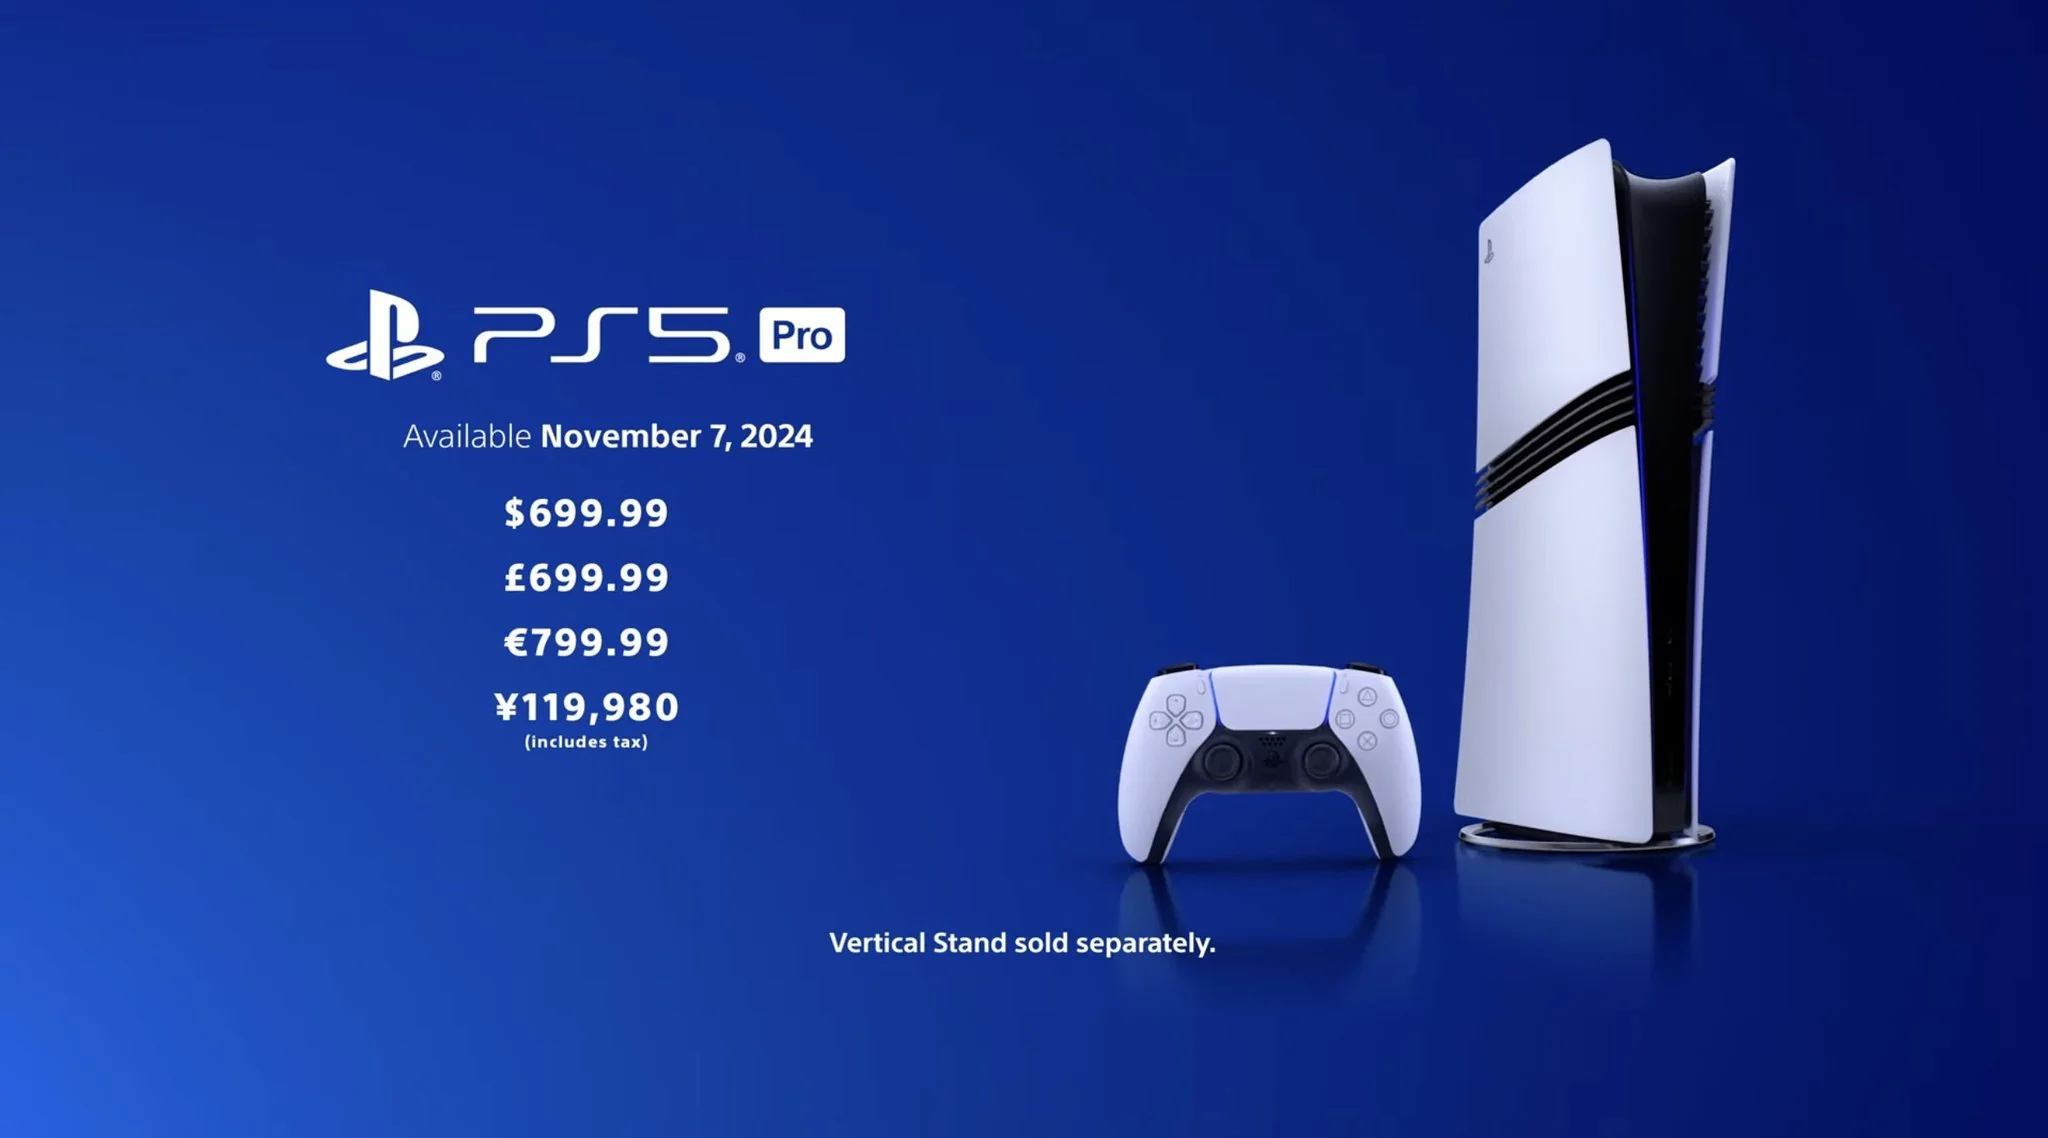 PS5® Pro
Available November 7, 2024
$699.99
£699.99
€799.99
¥119,980
(includes tax)
Vertical Stand sold separately.